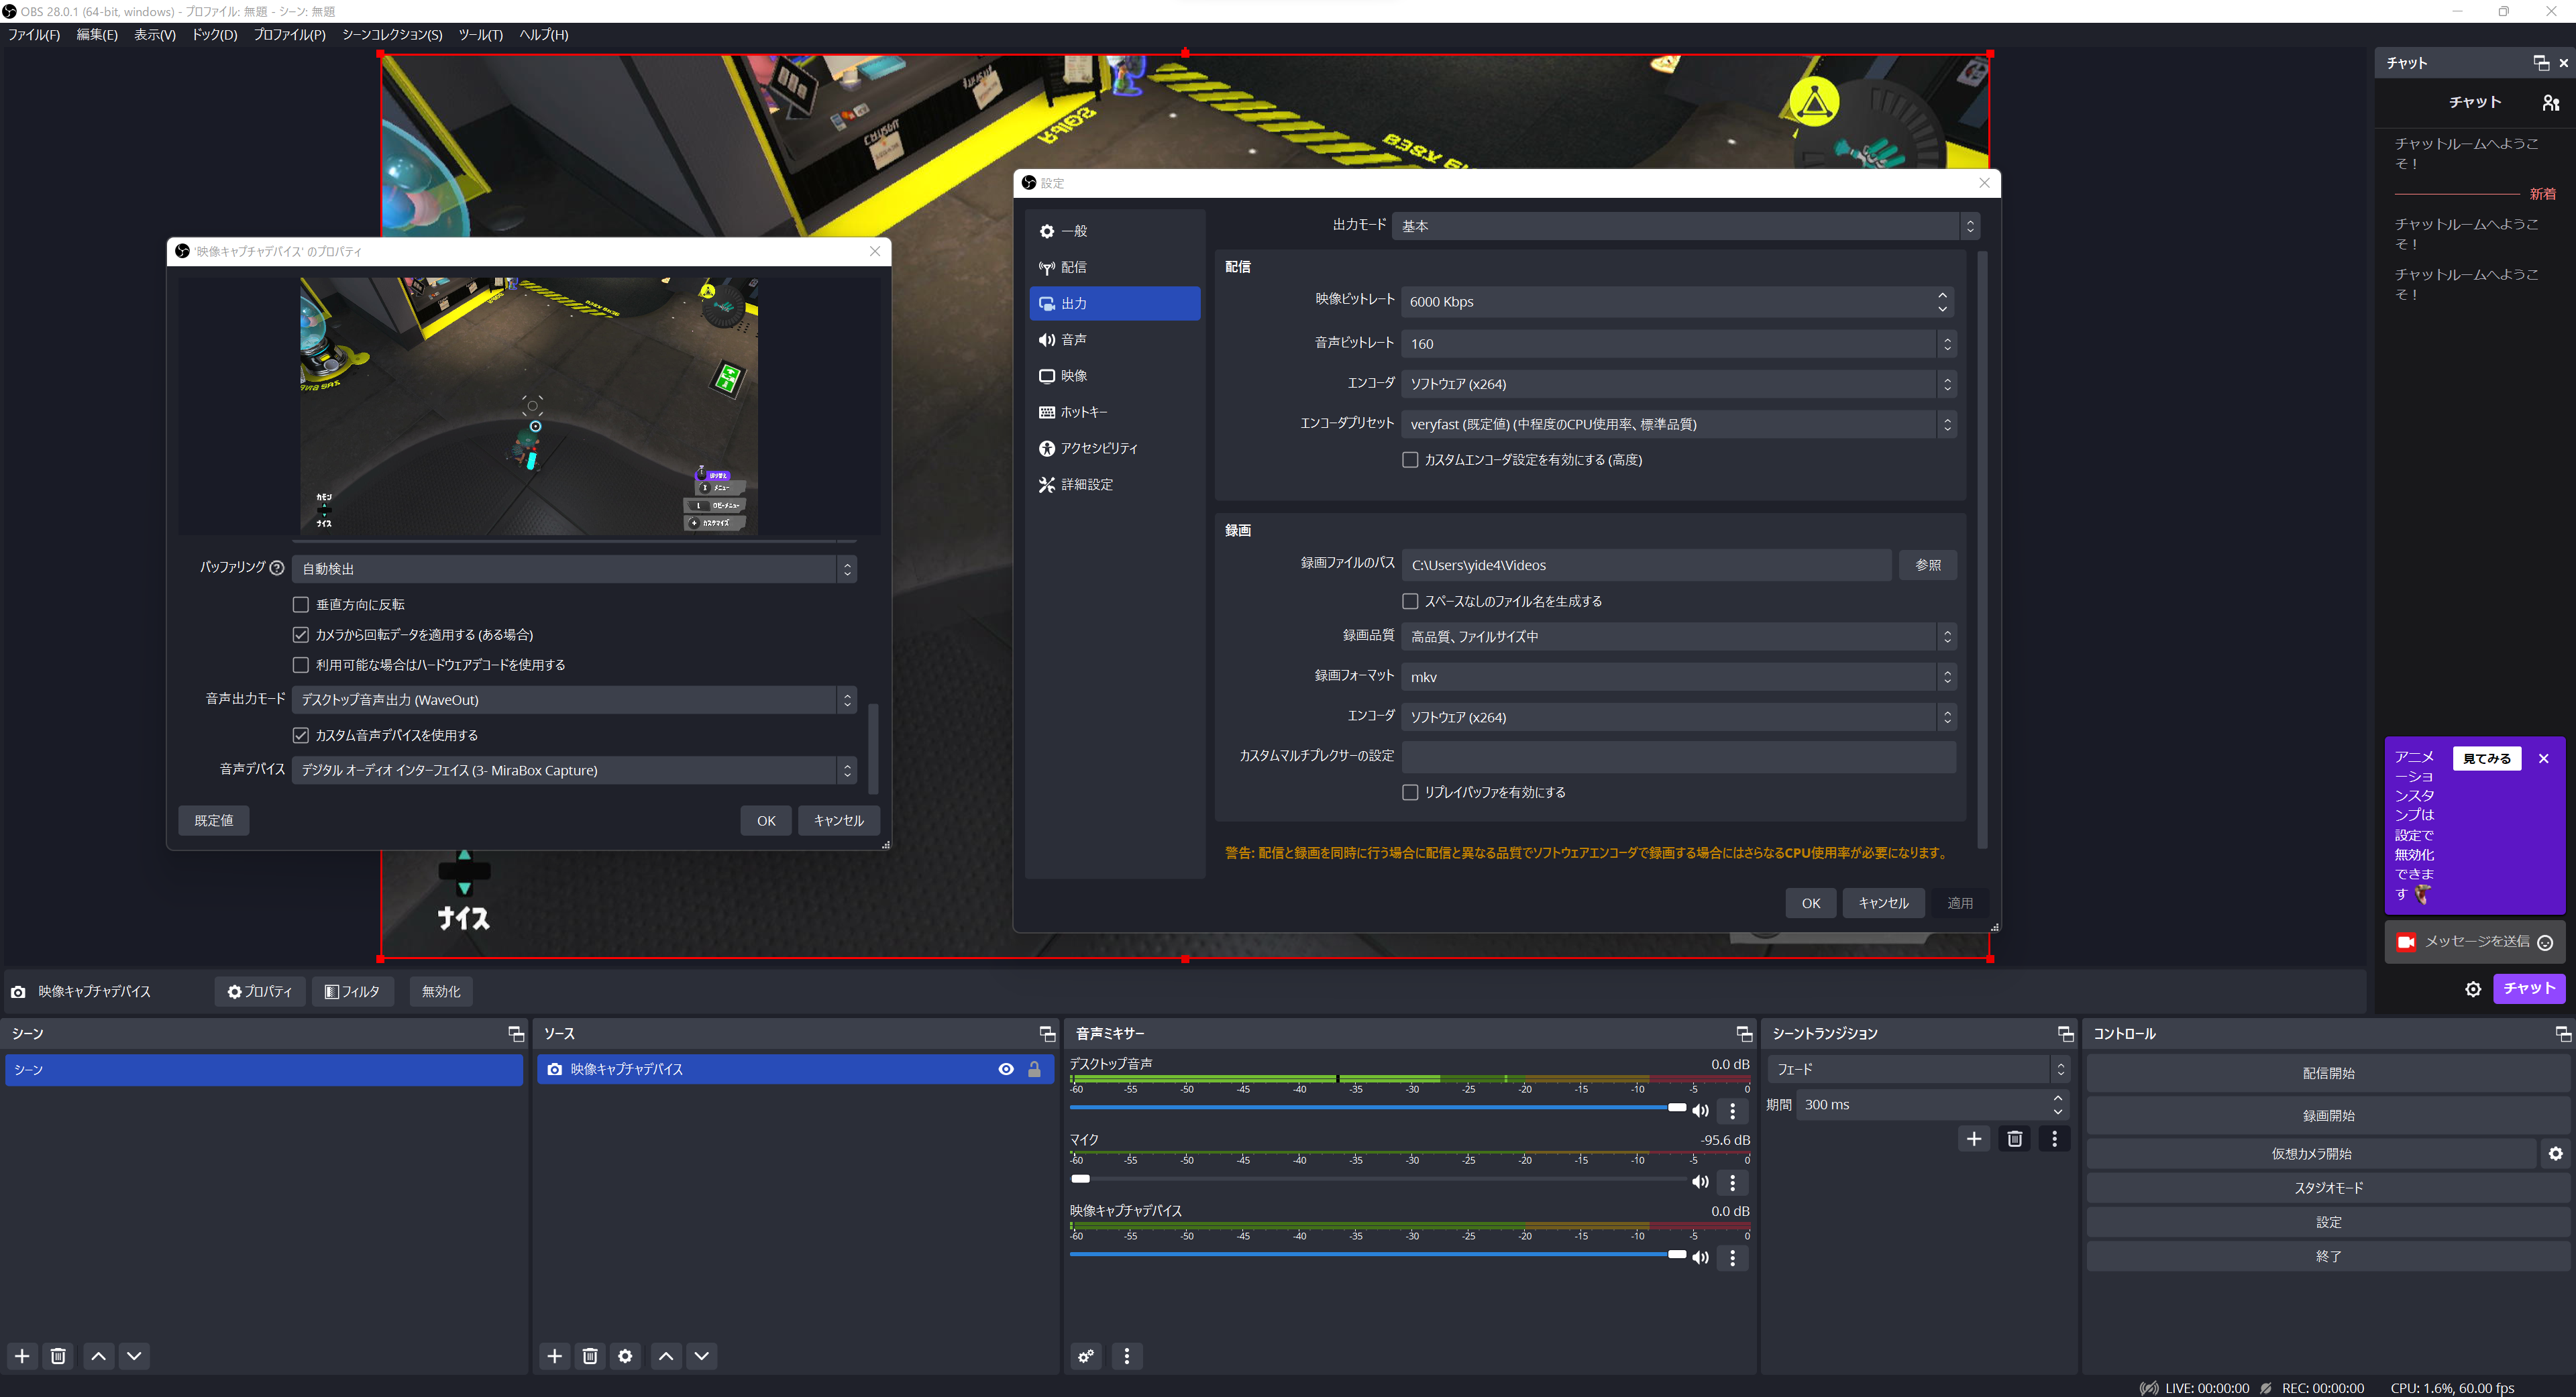 OBS 28.0.1 (64-bit, windows) - プロファイル: 無題 - シーン: 無題
ファイル(F) 編集(E) 表示(V) ドック(D) プロファイル(P) シーンコレクション(S) ツール(T) ヘルプ(H)
'映像キャプチャデバイス' のプロパティ
カモン
ナイス
メニュー
ロビーメニュー
カスタマイズ
バッファリング 自動検出
垂直方向に反転
カメラから回転データを適用する (ある場合)
利用可能な場合はハードウェアデコードを使用する
音声出力モード デスクトップ音声出力 (WaveOut)
カスタム音声デバイスを使用する
音声デバイス デジタル オーディオ インターフェイス (3- MiraBox Capture)
既定値 OK キャンセル
ナイス
設定
一般
配信
出力
音声
映像
ホットキー
アクセシビリティ
詳細設定
出力モード 基本
配信
映像ビットレート 6000 Kbps
音声ビットレート 160
エンコーダ ソフトウェア (x264)
エンコーダプリセット veryfast (既定値) (中程度のCPU使用率、標準品質)
カスタムエンコーダ設定を有効にする (高度)
録画
録画ファイルのパス C:\Users\yide4\Videos 参照
スペースなしのファイル名を生成する
録画品質 高品質、ファイルサイズ中
録画フォーマット mkv
エンコーダ ソフトウェア (x264)
カスタムマルチプレクサーの設定
リプレイバッファを有効にする
警告: 配信と録画を同時に行う場合に配信と異なる品質でソフトウェアエンコーダで録画する場合にはさらなるCPU使用率が必要になります。
OK キャンセル 適用
チャット
チャット
チャットルームへようこ
そ！
新着
チャットルームへようこ
そ！
チャットルームへようこ
そ！
アニメ
ーショ
ンスタ
ンプは
設定で
無効化
できま
す
見てみる
メッセージを送信
チャット
映像キャプチャデバイス プロパティ フィルタ 無効化
シーン
シーン
ソース
映像キャプチャデバイス
音声ミキサー
デスクトップ音声 0.0 dB
-60 -55 -50 -45 -40 -35 -30 -25 -20 -15 -10 -5 0
マイク -95.6 dB
-60 -55 -50 -45 -40 -35 -30 -25 -20 -15 -10 -5 0
映像キャプチャデバイス 0.0 dB
-60 -55 -50 -45 -40 -35 -30 -25 -20 -15 -10 -5 0
シーントランジション
フェード
期間 300 ms
コントロール
配信開始
録画開始
仮想カメラ開始
スタジオモード
設定
終了
LIVE: 00:00:00 REC: 00:00:00 CPU: 1.6%, 60.00 fps